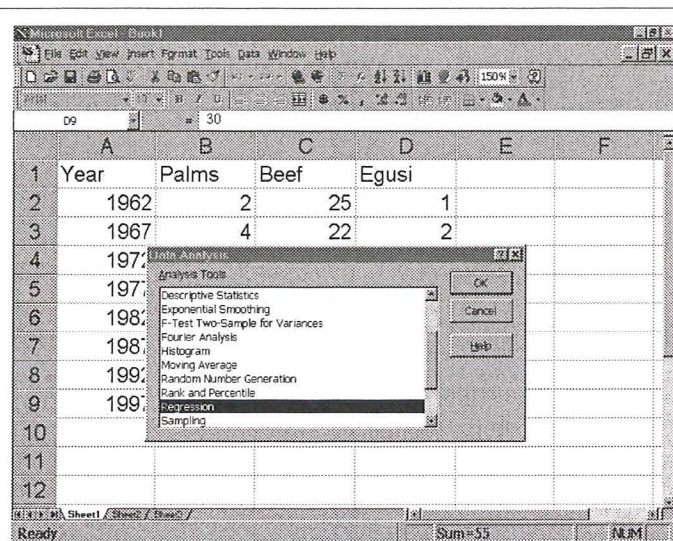 Microsoft Excel - Book1
File Edit View Insert Format Tools Data Window Help
150%
Arial
D9 = 30
A B C D E F
1 Year Palms Beef Egusi
2 1962 2 25 1
3 1967 4 22 2
4 197
5 197
6 198
7 198
8 199
9 199
10
11
12
Data Analysis
Analysis Tools
Descriptive Statistics
Exponential Smoothing
F-Test Two-Sample for Variances
Fourier Analysis
Histogram
Moving Average
Random Number Generation
Rank and Percentile
Regression
Sampling
OK
Cancel
Help
Sheet1 / Sheet2 / Sheet3 /
Ready Sum=55 NUM